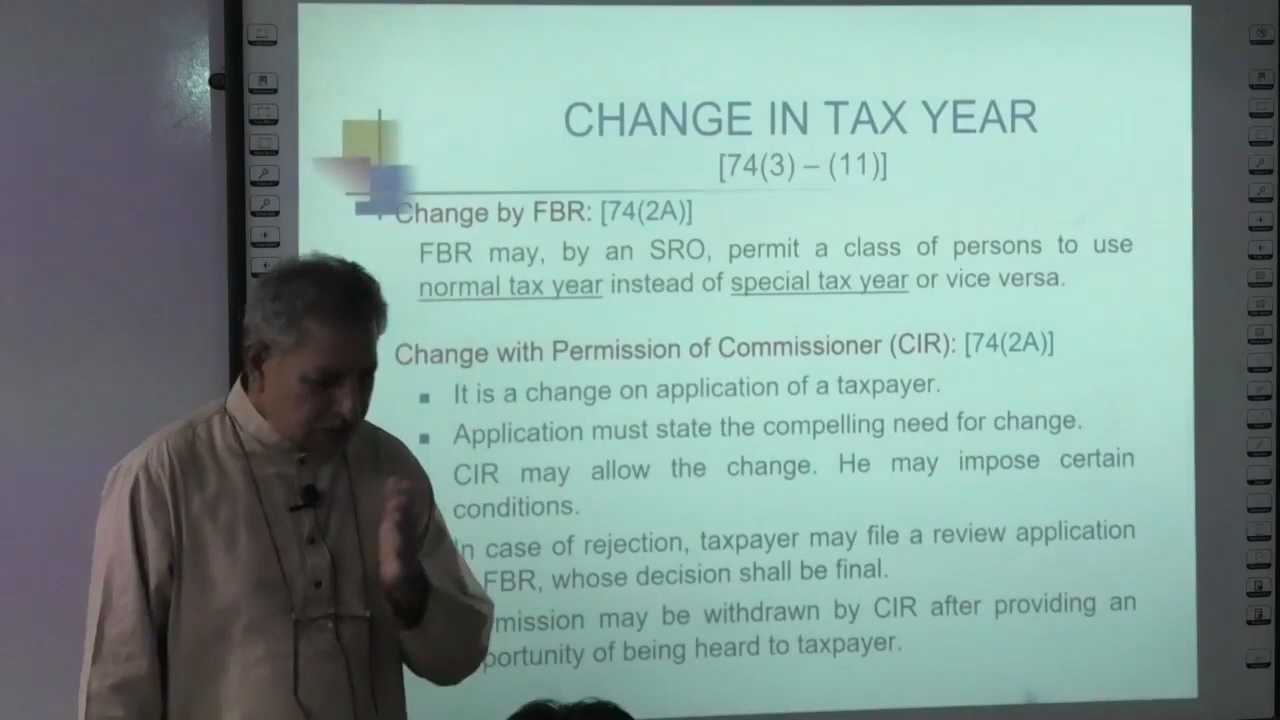 CHANGE IN TAX YEAR
[74(3) – (11)]
Change by FBR: [74(2A)]
FBR may, by an SRO, permit a class of persons to use
normal tax year instead of special tax year or vice versa.
Change with Permission of Commissioner (CIR): [74(2A)]
▪ It is a change on application of a taxpayer.
▪ Application must state the compelling need for change.
CIR may allow the change. He may impose certain
conditions.
In case of rejection, taxpayer may file a review application
FBR, whose decision shall be final.
mission may be withdrawn by CIR after providing an
portunity of being heard to taxpayer.